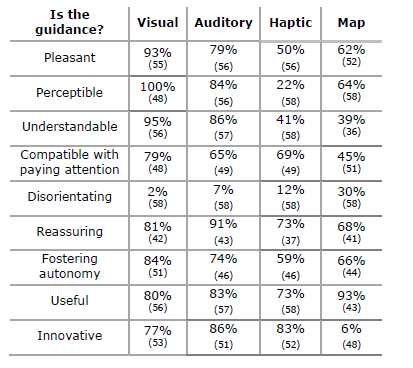 Is the guidance? Visual Auditory Haptic Map
Pleasant 93% (55) 79% (56) 50% (56) 62% (52)
Perceptible 100% (48) 84% (56) 22% (58) 64% (58)
Understandable 95% (56) 86% (57) 41% (58) 39% (36)
Compatible with paying attention 79% (48) 65% (49) 69% (49) 45% (51)
Disorientating 2% (58) 7% (58) 12% (58) 30% (58)
Reassuring 81% (42) 91% (43) 73% (37) 68% (41)
Fostering autonomy 84% (51) 74% (46) 59% (46) 66% (44)
Useful 80% (56) 83% (57) 73% (58) 93% (43)
Innovative 77% (53) 86% (51) 83% (52) 6% (48)